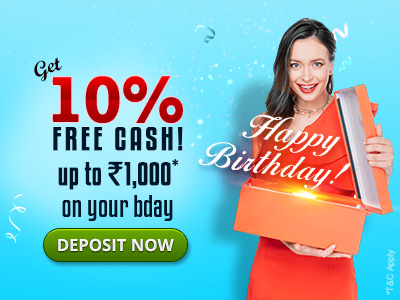 Get
10%
FREE CASH!
up to ₹1,000*
on your bday
DEPOSIT NOW
Happy
Birthday!
*T&C Apply